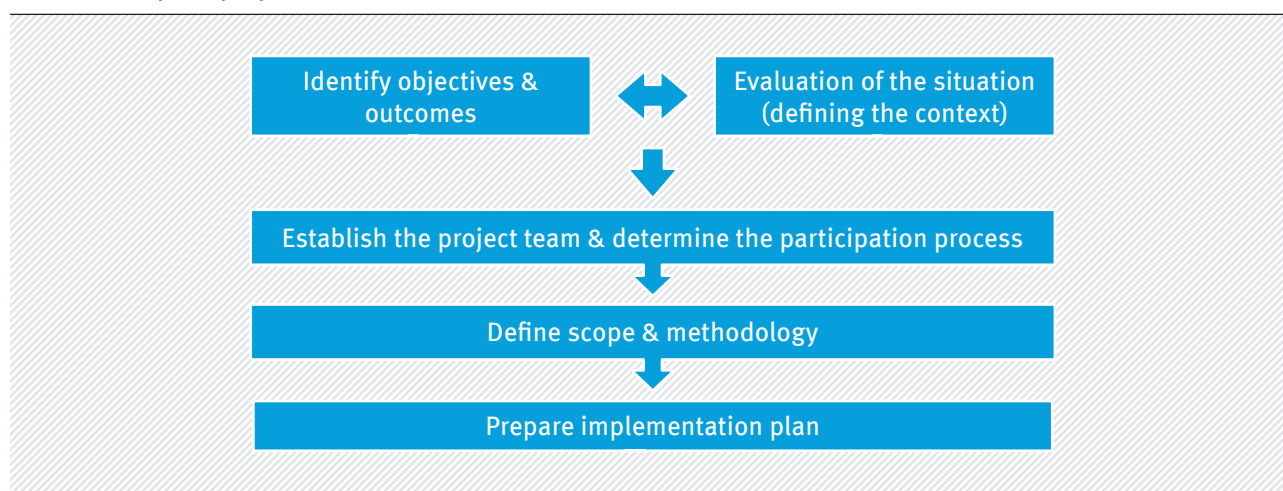 Identify objectives &
outcomes
Evaluation of the situation
(defining the context)
Establish the project team & determine the participation process
Define scope & methodology
Prepare implementation plan